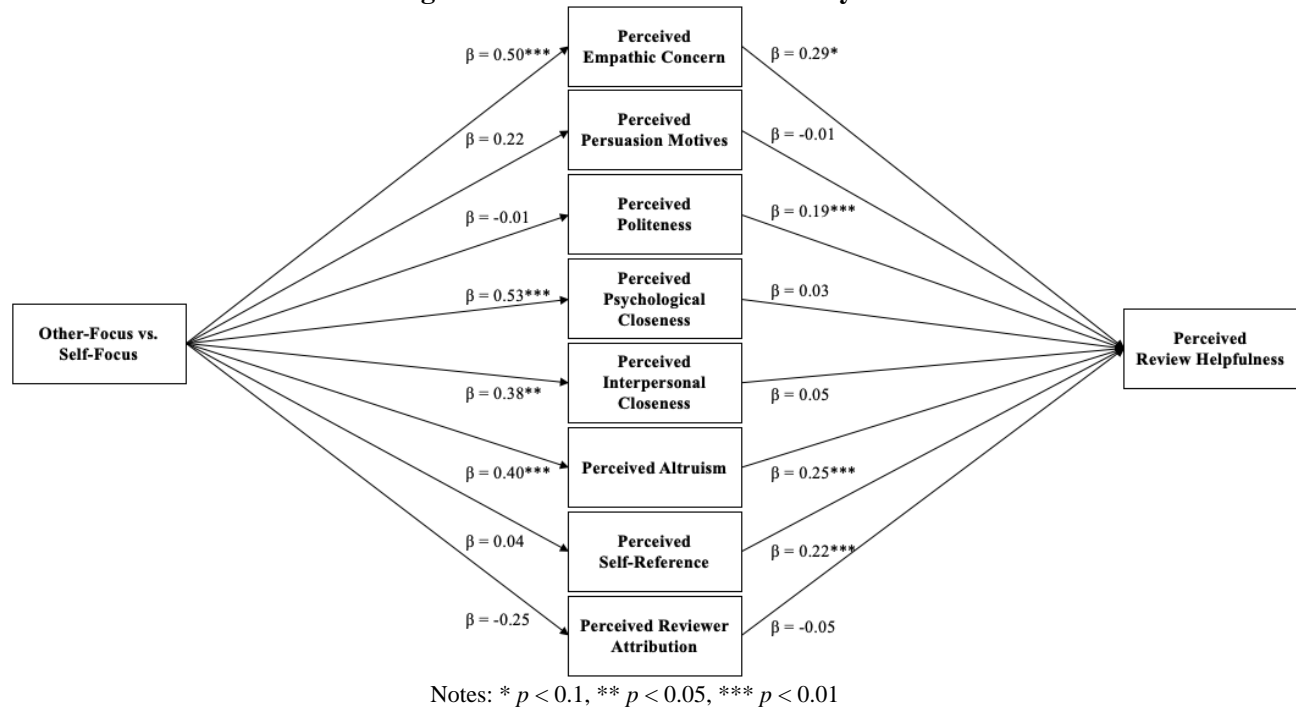 β = 0.50***
Perceived
Empathic Concern
β = 0.29*
β = 0.22
Perceived
Persuasion Motives
β = -0.01
β = -0.01
Perceived
Politeness
β = 0.19***
β = 0.53***
Perceived
Psychological
Closeness
β = 0.03
Other-Focus vs.
Self-Focus
Perceived
Review Helpfulness
β = 0.38**
Perceived
Interpersonal
Closeness
β = 0.05
β = 0.40***
Perceived Altruism
β = 0.25***
β = 0.04
Perceived
Self-Reference
β = 0.22***
β = -0.25
Perceived Reviewer
Attribution
β = -0.05
Notes: * p < 0.1, ** p < 0.05, *** p < 0.01